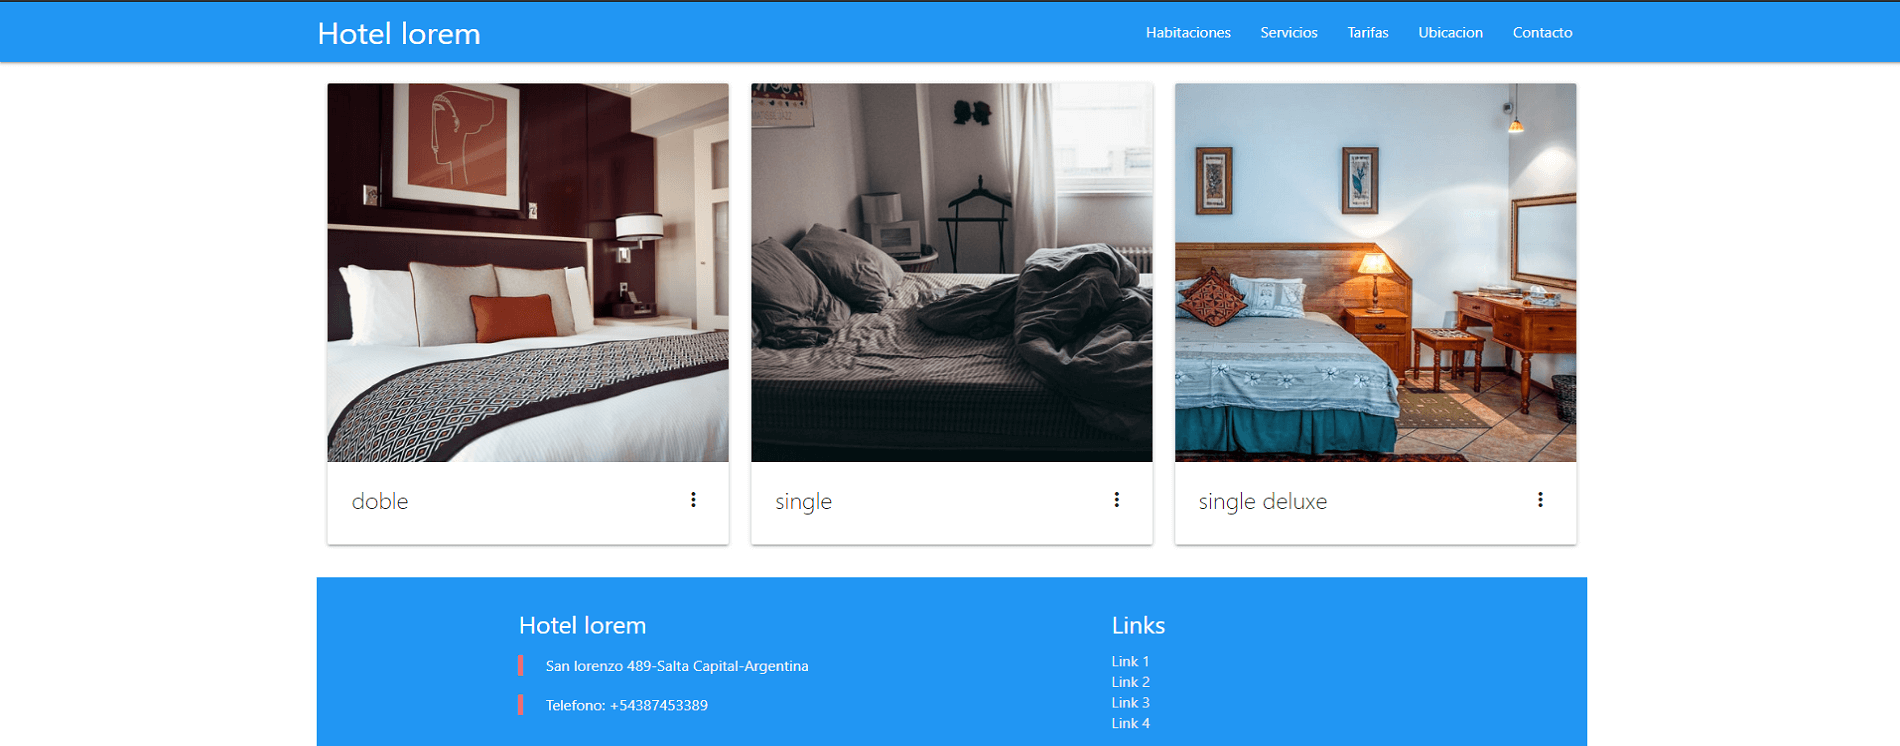 Hotel lorem
Habitaciones Servicios Tarifas Ubicacion Contacto
doble
single
single deluxe
Hotel lorem
San lorenzo 489-Salta Capital-Argentina
Telefono: +54387453389
Links
Link 1
Link 2
Link 3
Link 4